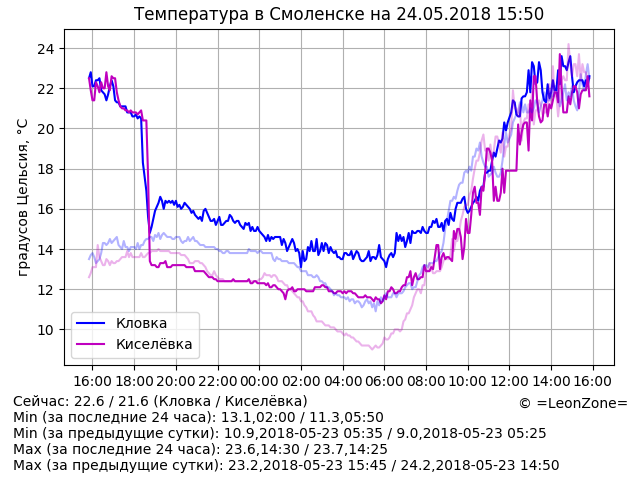 Температура в Смоленске на 24.05.2018 15:50
градусов Цельсия, °C
24
22
20
18
16
14
12
10
Кловка
Киселёвка
16:00 18:00 20:00 22:00 00:00 02:00 04:00 06:00 08:00 10:00 12:00 14:00 16:00
Сейчас: 22.6 / 21.6 (Кловка / Киселёвка)
© =LeonZone=
Min (за последние 24 часа): 13.1,02:00 / 11.3,05:50
Min (за предыдущие сутки): 10.9,2018-05-23 05:35 / 9.0,2018-05-23 05:25
Max (за последние 24 часа): 23.6,14:30 / 23.7,14:25
Max (за предыдущие сутки): 23.2,2018-05-23 15:45 / 24.2,2018-05-23 14:50